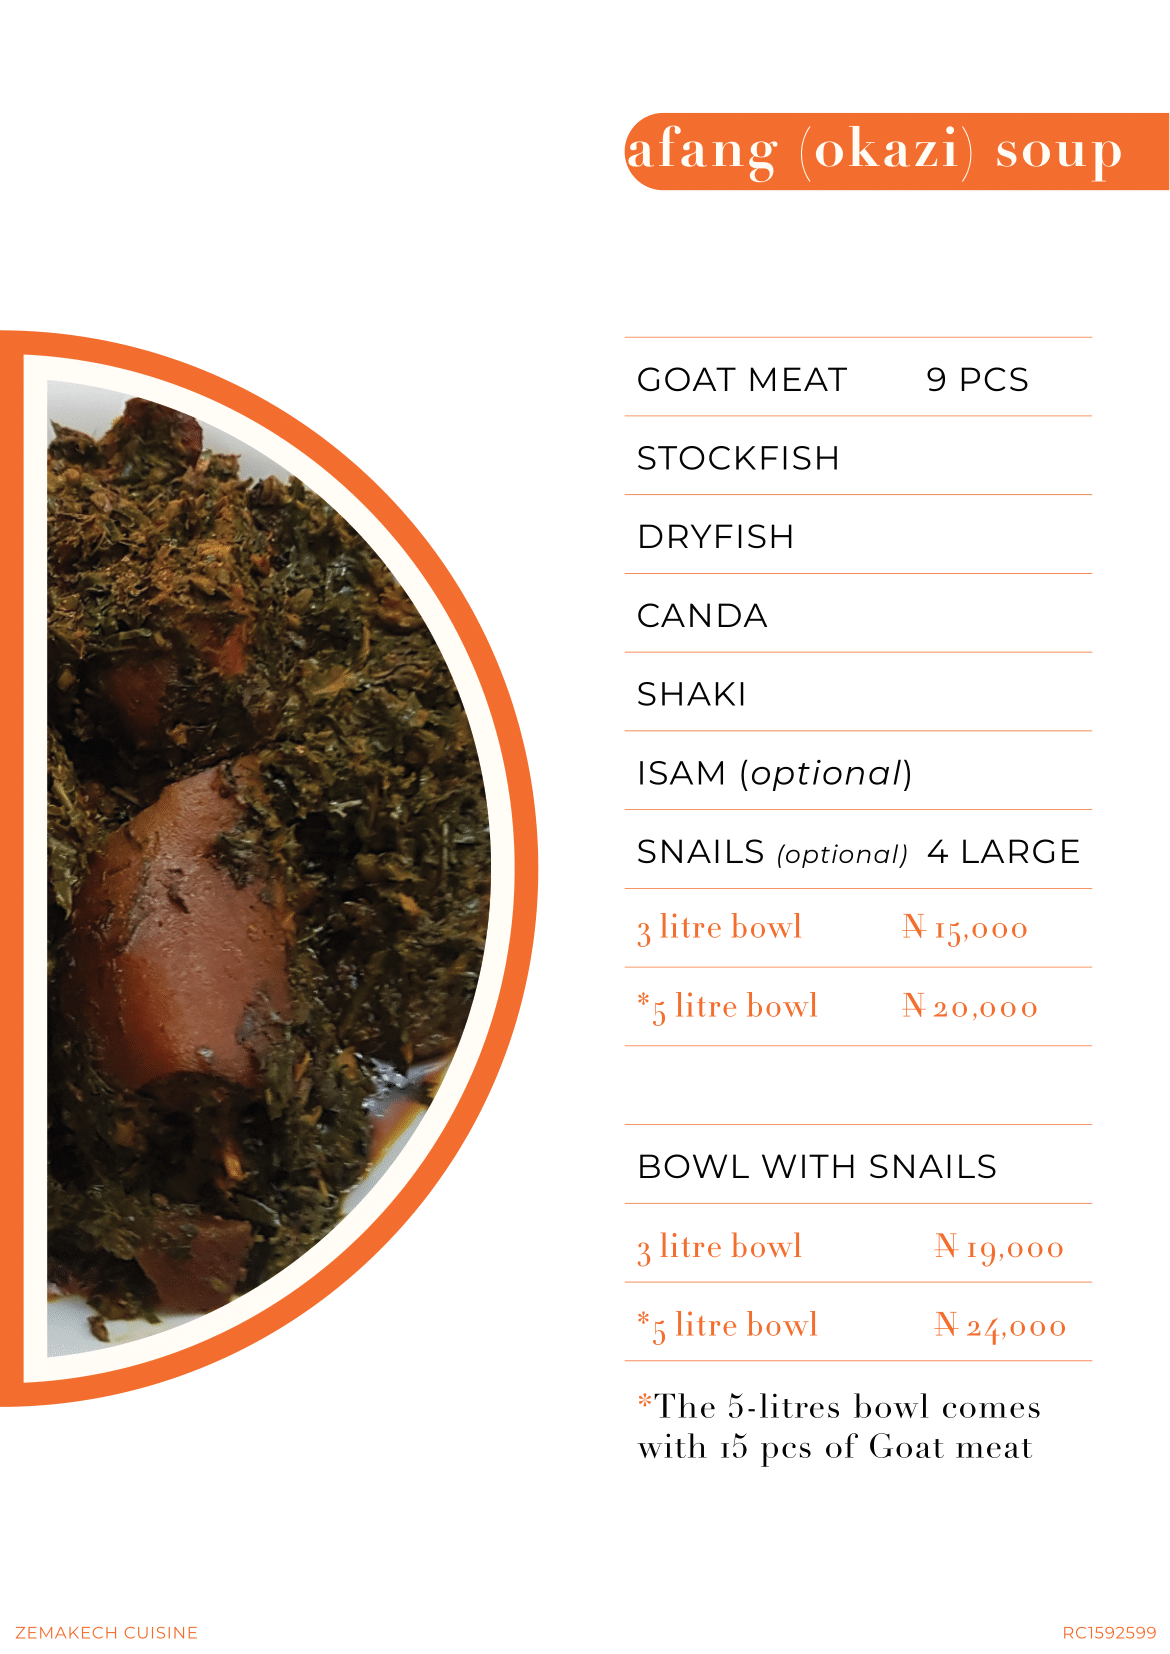 afang (okazi) soup
GOAT MEAT 9 PCS
STOCKFISH
DRYFISH
CANDA
SHAKI
ISAM (optional)
SNAILS (optional) 4 LARGE
3 litre bowl ₦ 15,000
*5 litre bowl ₦ 20,000
BOWL WITH SNAILS
3 litre bowl ₦ 19,000
*5 litre bowl ₦ 24,000
*The 5-litres bowl comes
with 15 pcs of Goat meat
ZEMAKECH CUISINE RC1592599